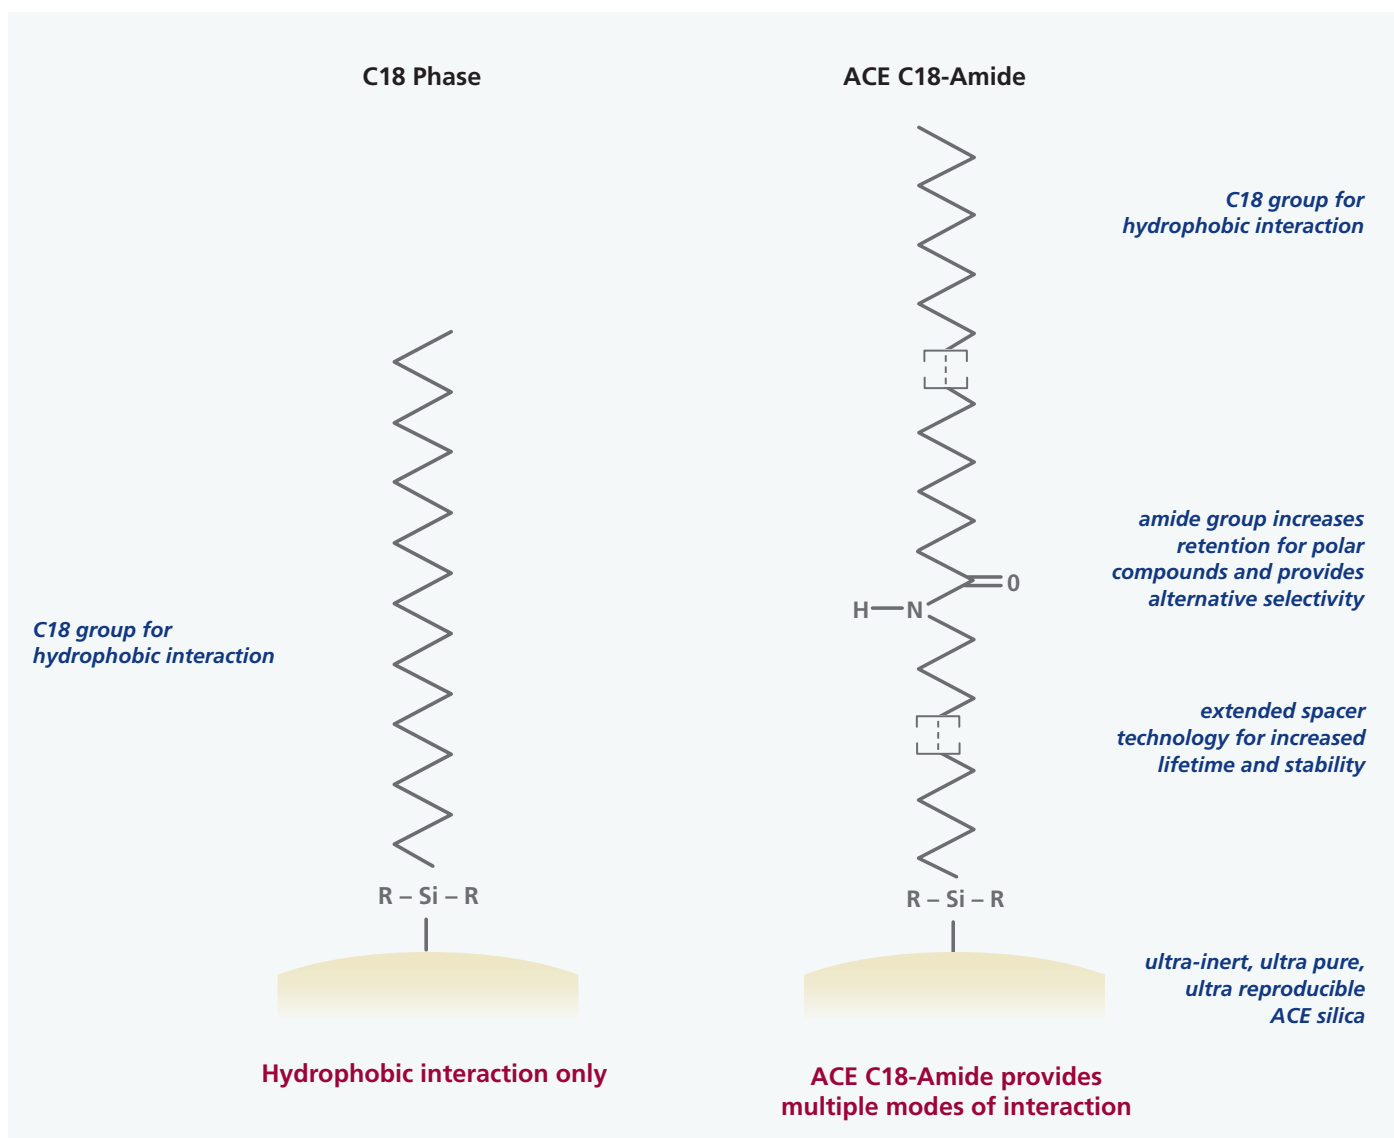 C18 Phase
C18 group for
hydrophobic interaction
R – Si – R
Hydrophobic interaction only
ACE C18-Amide
C18 group for
hydrophobic interaction
amide group increases
retention for polar
compounds and provides
alternative selectivity
O
H — N
extended spacer
technology for increased
lifetime and stability
R – Si – R
ultra-inert, ultra pure,
ultra reproducible
ACE silica
ACE C18-Amide provides
multiple modes of interaction